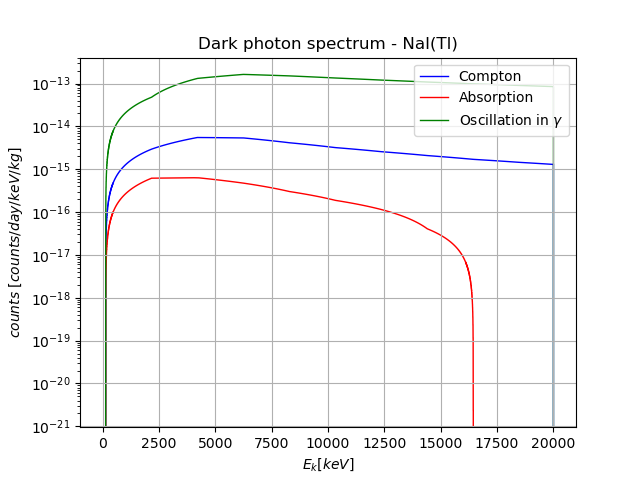 Dark photon spectrum - NaI(Tl)
Compton
Absorption
Oscillation in γ
counts [counts/day/keV/kg]
10⁻¹³
10⁻¹⁴
10⁻¹⁵
10⁻¹⁶
10⁻¹⁷
10⁻¹⁸
10⁻¹⁹
10⁻²⁰
10⁻²¹
0 2500 5000 7500 10000 12500 15000 17500 20000
E_k[keV]